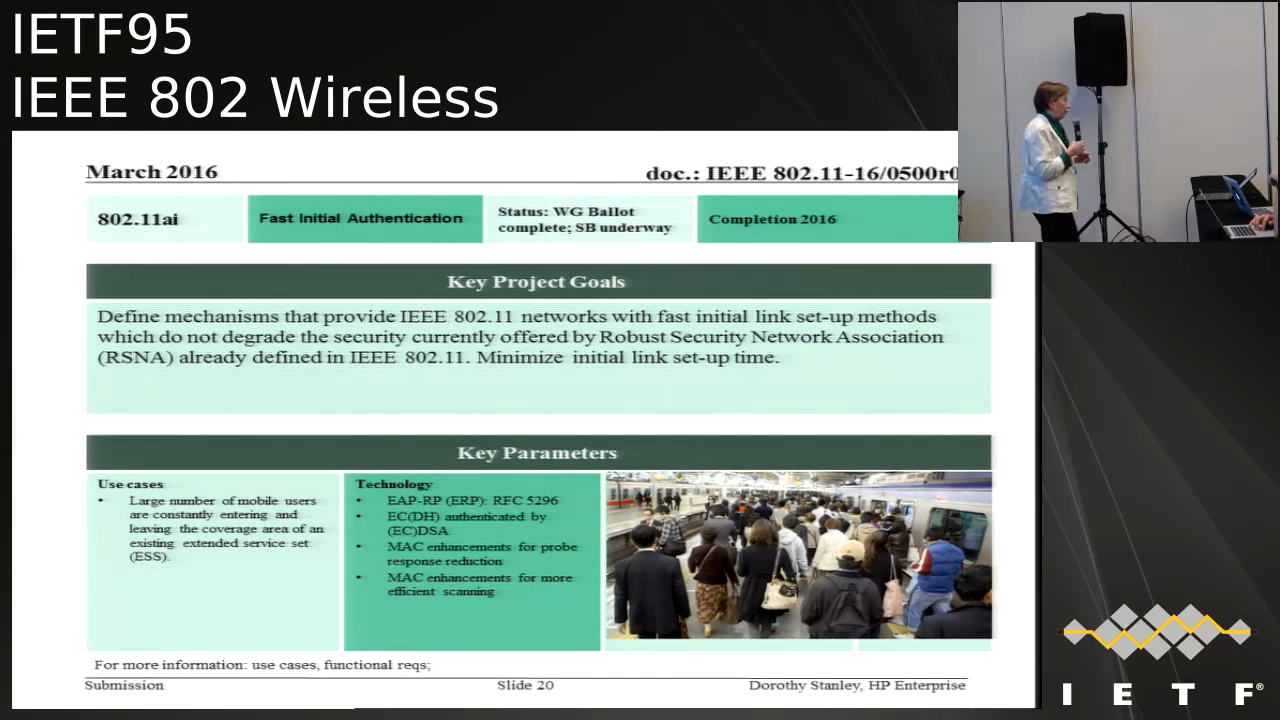 IETF95
IEEE 802 Wireless
March 2016
doc.: IEEE 802.11-16/0500r0
802.11ai
Fast Initial Authentication
Status: WG Ballot
complete; SB underway
Completion 2016
Key Project Goals
Define mechanisms that provide IEEE 802.11 networks with fast initial link set-up methods
which do not degrade the security currently offered by Robust Security Network Association
(RSNA) already defined in IEEE 802.11. Minimize initial link set-up time.
Key Parameters
Use cases
• Large number of mobile users
are constantly entering and
leaving the coverage area of an
existing extended service set
(ESS).
Technology
• EAP-RP (ERP): RFC 5296
• EC(DH) authenticated by
(EC)DSA
• MAC enhancements for probe
response reduction
• MAC enhancements for more
efficient scanning
For more information: use cases, functional reqs;
Submission
Slide 20
Dorothy Stanley, HP Enterprise
I E T F®